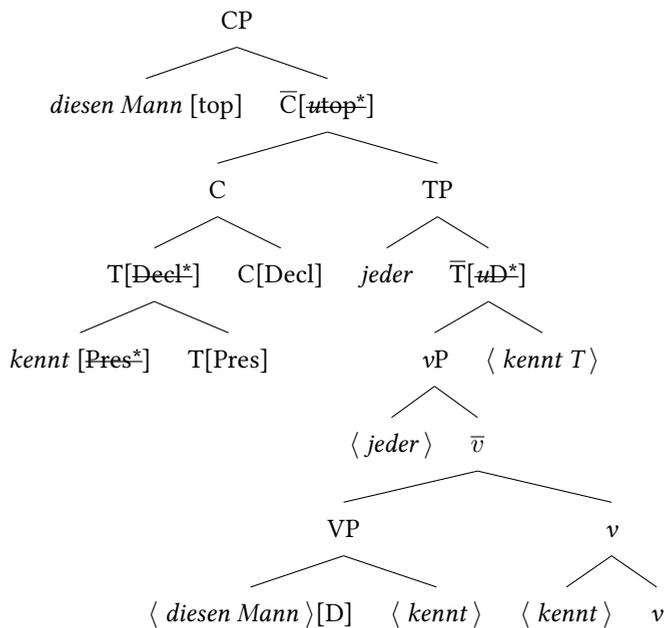 CP
diesen Mann [top] C̅[utop*]
C TP
T[Decl*] C[Decl] jeder T̅[uD*]
kennt [Pres*] T[Pres] vP ⟨ kennt T ⟩
⟨ jeder ⟩ v̅
VP v
⟨ diesen Mann ⟩[D] ⟨ kennt ⟩ ⟨ kennt ⟩ v